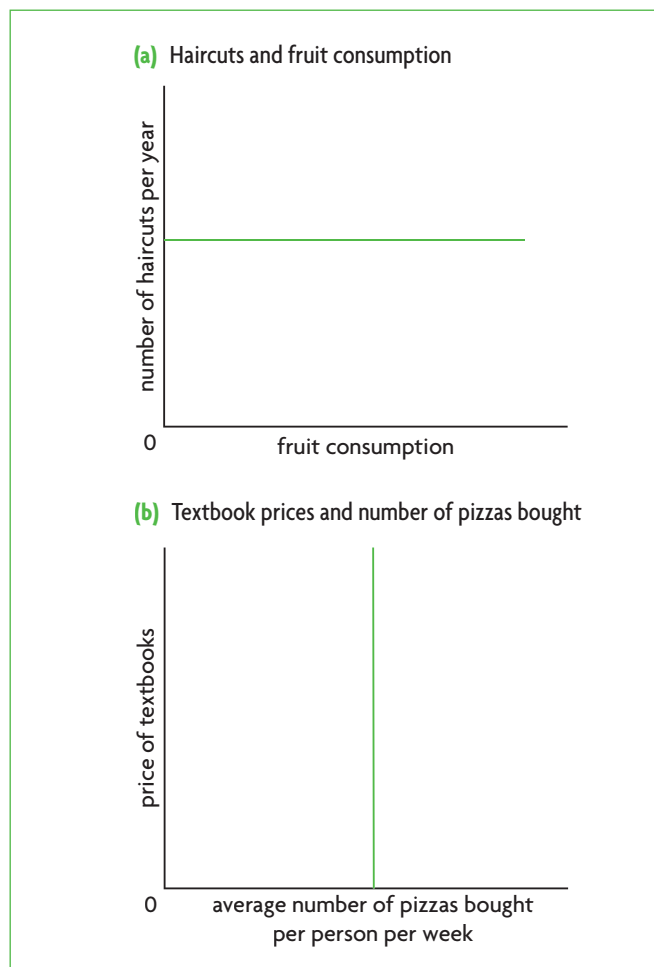 (a) Haircuts and fruit consumption
number of haircuts per year
0
fruit consumption
(b) Textbook prices and number of pizzas bought
price of textbooks
0
average number of pizzas bought
per person per week